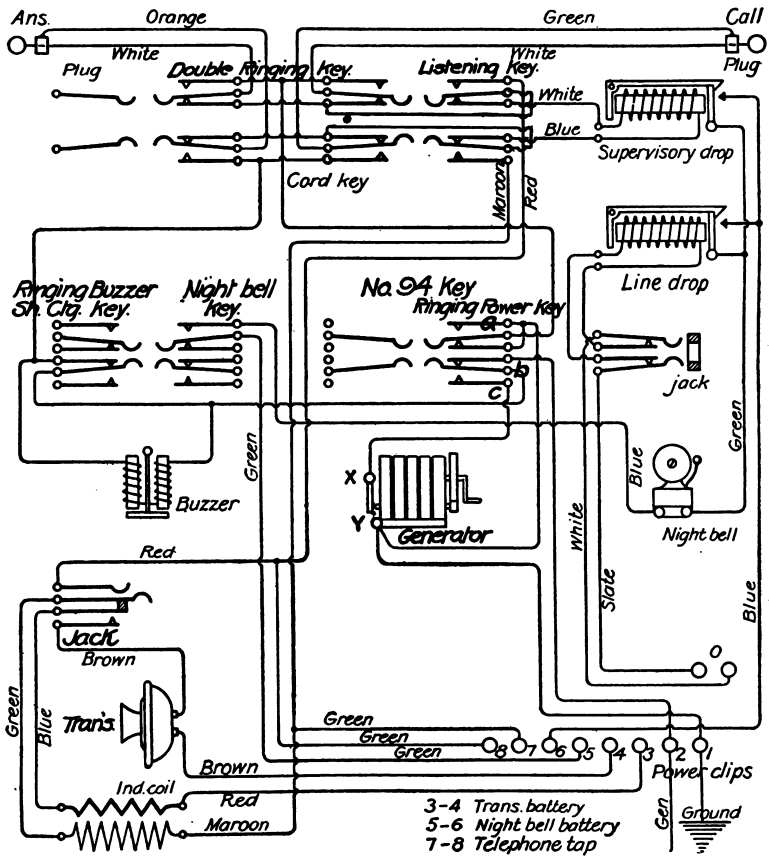 Ans.
Orange
Green
Call
White
White
Plug
Plug
Double Ringing Key.
Listening Key.
White
Blue
Supervisory drop
Cord key
Maroon
Red
Line drop
Ringing Buzzer
Sh. Ctg. Key.
Night bell
Key.
No. 94 Key
Ringing Power Key
a
b
c
jack
Green
Green
Blue
X
Buzzer
Y
Generator
White
Night bell
Red
Slate
Blue
Jack
Brown
O
Green
Blue
Trans.
Green
Green
Green
8 7 6 5 4 3 2 1
Brown
Power clips
Ind. coil
Red
3-4 Trans. battery
Gen
Ground
Maroon
5-6 Night bell battery
7-8 Telephone tap